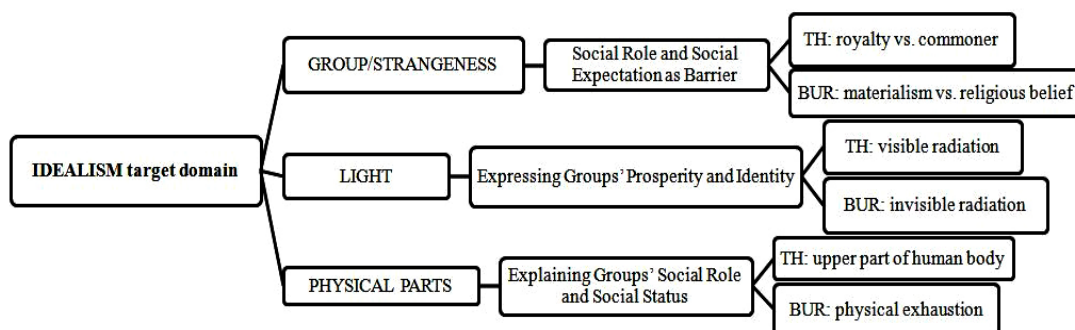 IDEALISM target domain
GROUP/STRANGENESS
Social Role and Social
Expectation as Barrier
TH: royalty vs. commoner
BUR: materialism vs. religious belief
LIGHT
Expressing Groups' Prosperity and Identity
TH: visible radiation
BUR: invisible radiation
PHYSICAL PARTS
Explaining Groups' Social Role
and Social Status
TH: upper part of human body
BUR: physical exhaustion